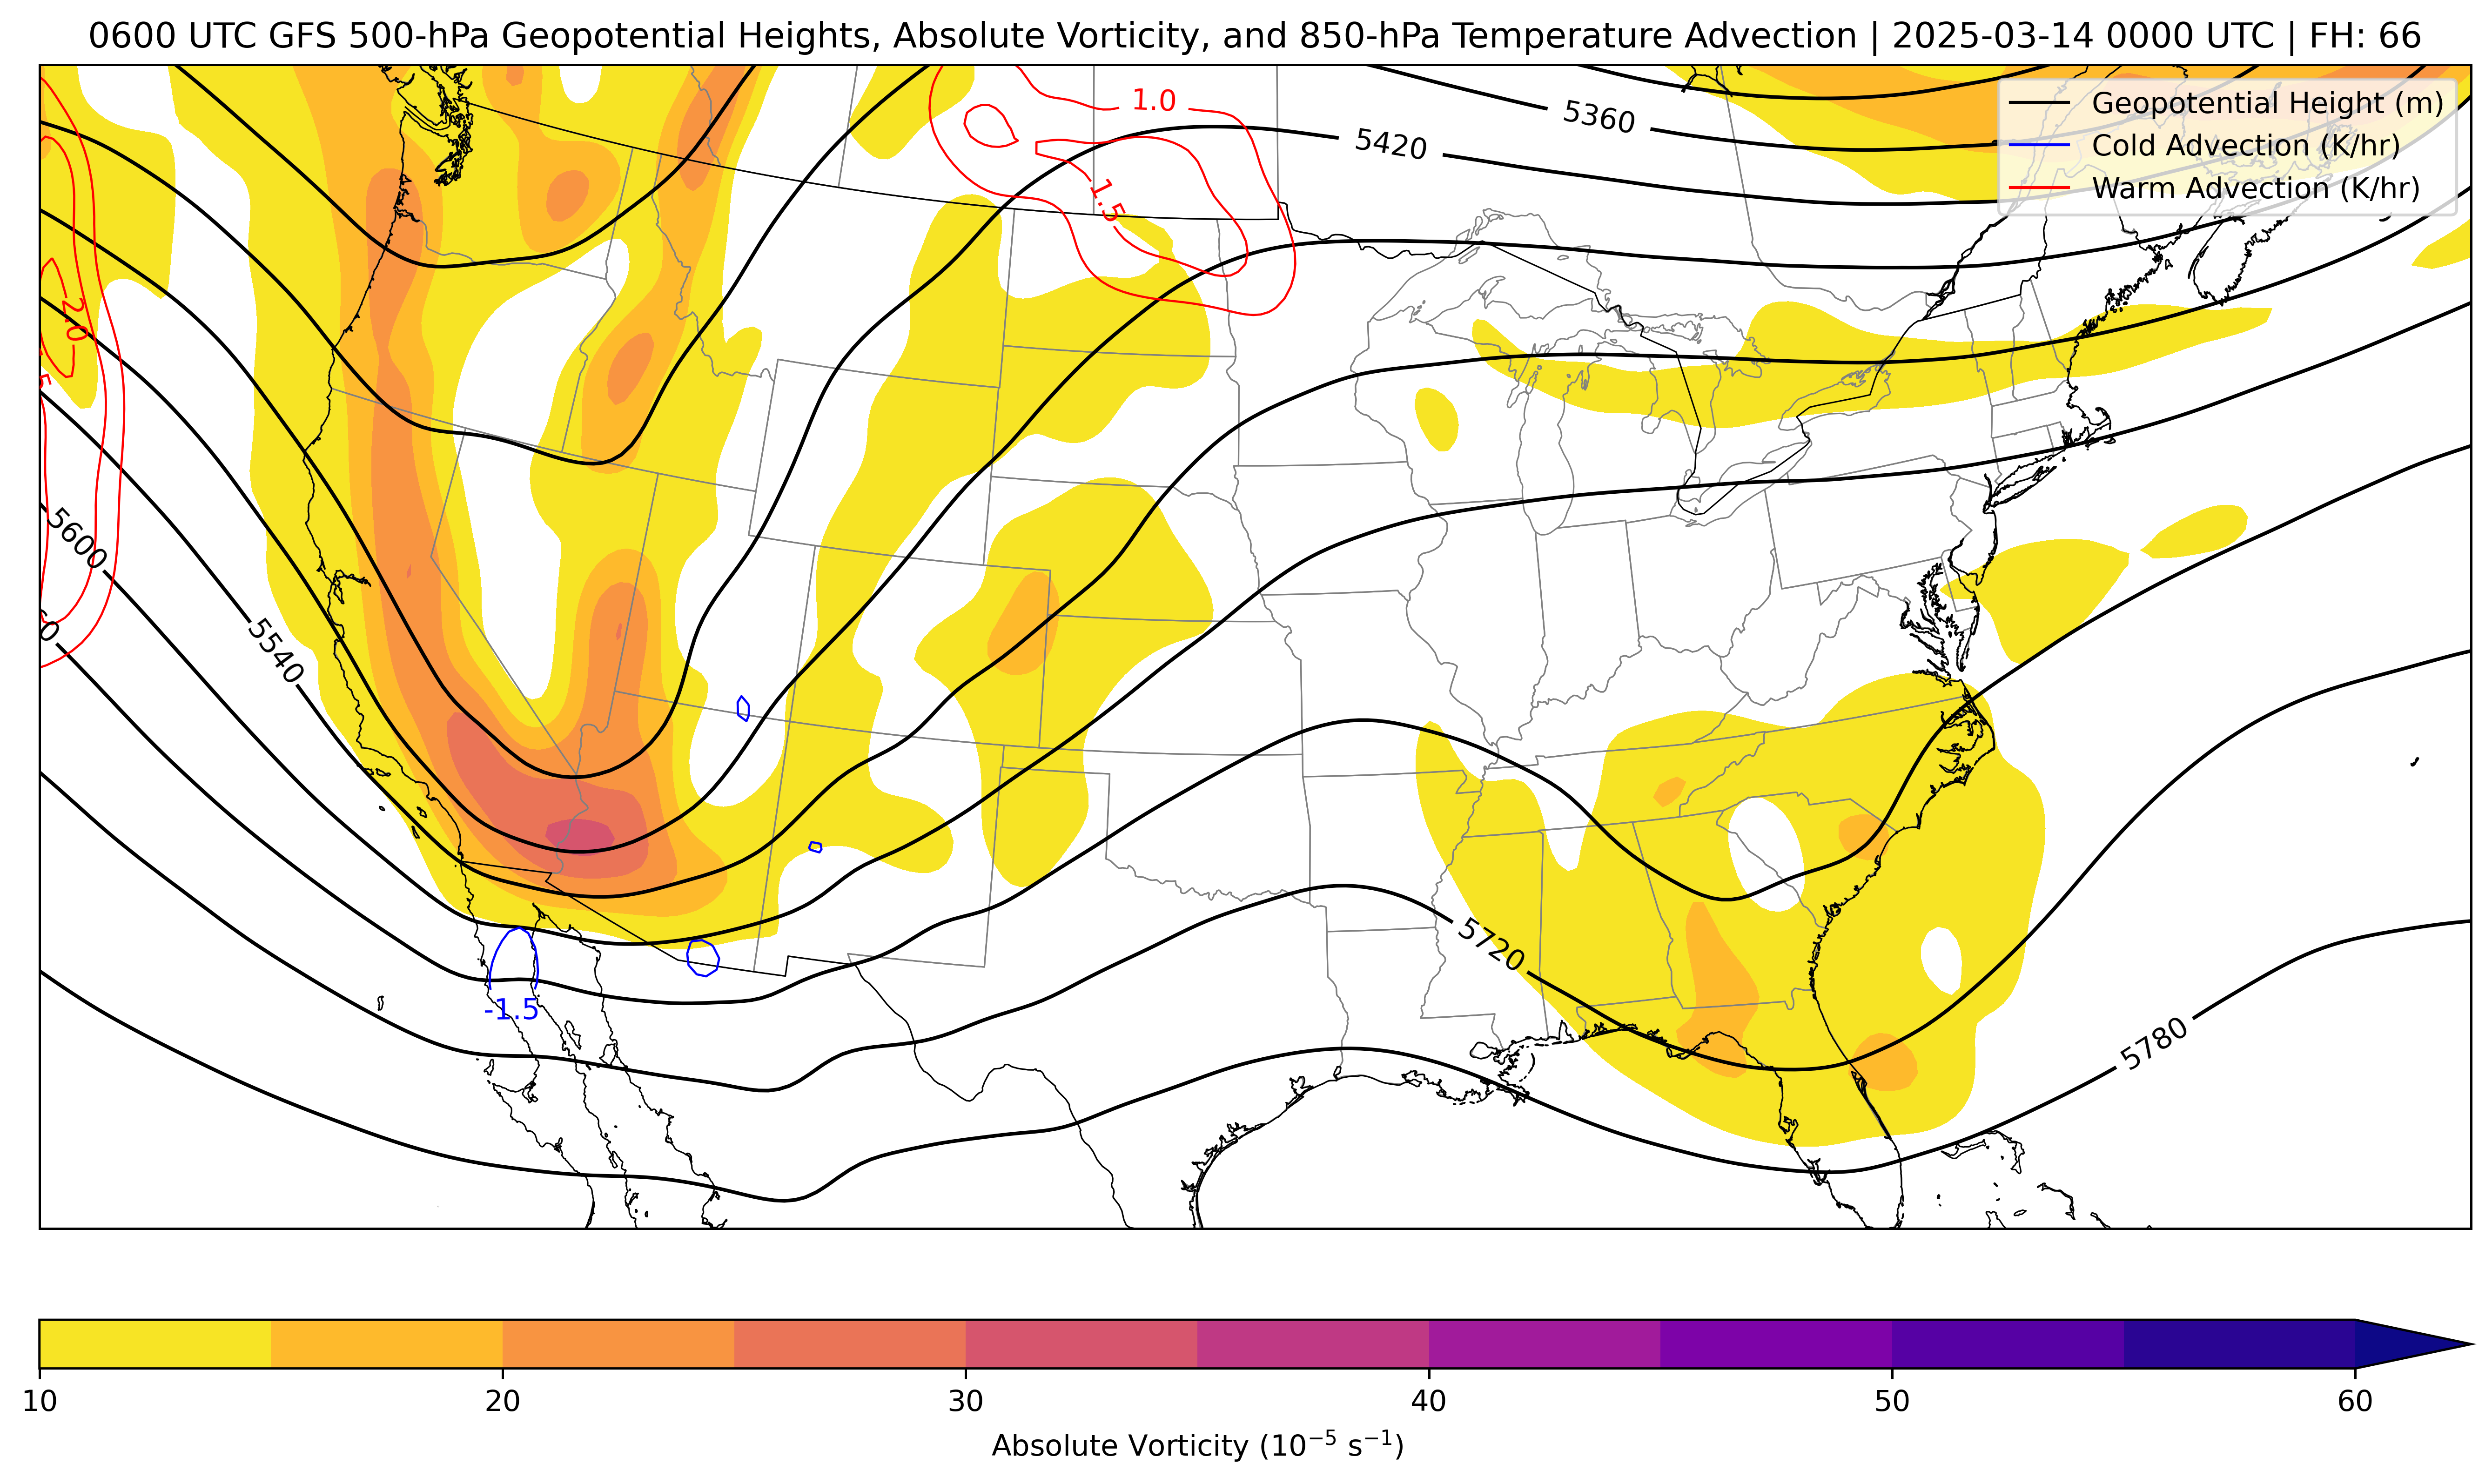 0600 UTC GFS 500-hPa Geopotential Heights, Absolute Vorticity, and 850-hPa Temperature Advection | 2025-03-14 0000 UTC | FH: 66
Geopotential Height (m)
Cold Advection (K/hr)
Warm Advection (K/hr)
1.0
5360
5420
1.5
2.0
5600
5540
5720
-1.5
5780
10 20 30 40 50 60
Absolute Vorticity (10⁻⁵ s⁻¹)